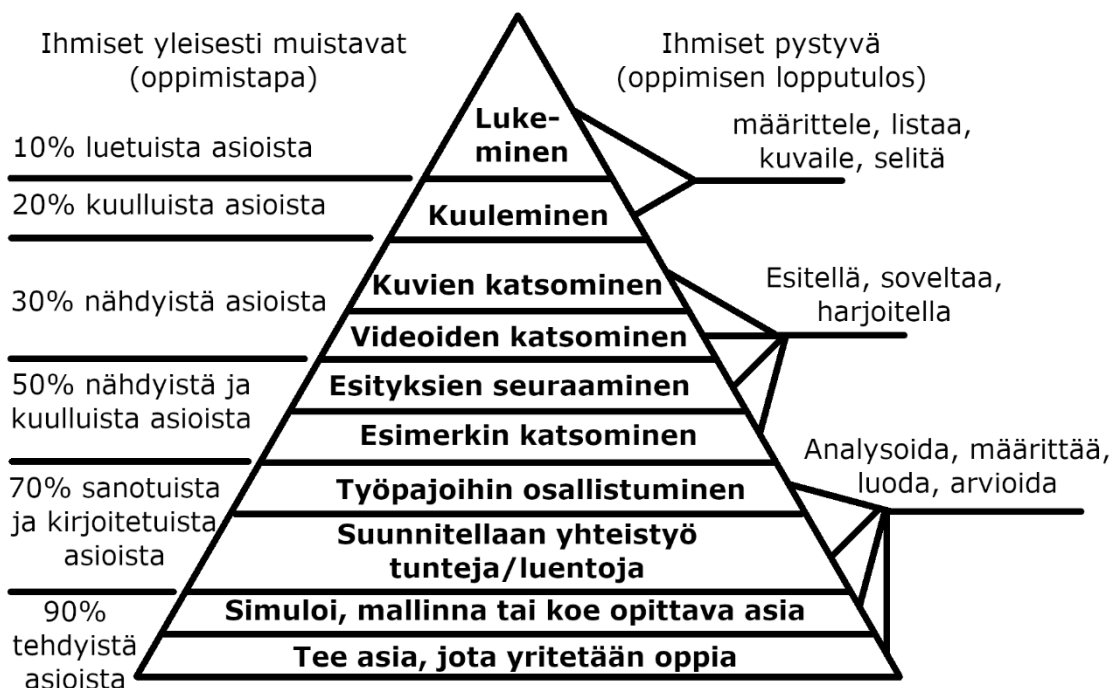 Ihmiset yleisesti muistavat
(oppimistapa)
10% luetuista asioista
20% kuulluista asioista
30% nähdyistä asioista
50% nähdyistä ja
kuulluista asioista
70% sanotuista
ja kirjoitetuista
asioista
90%
tehdyistä
asioista
Luke-
minen
Kuuleminen
Kuvien katsominen
Videoiden katsominen
Esityksien seuraaminen
Esimerkin katsominen
Työpajoihin osallistuminen
Suunnitellaan yhteistyö
tunteja/luentoja
Simuloi, mallinna tai koe opittava asia
Tee asia, jota yritetään oppia
Ihmiset pystyvä
(oppimisen lopputulos)
määrittele, listaa,
kuvaile, selitä
Esitellä, soveltaa,
harjoitella
Analysoida, määrittää,
luoda, arvioida